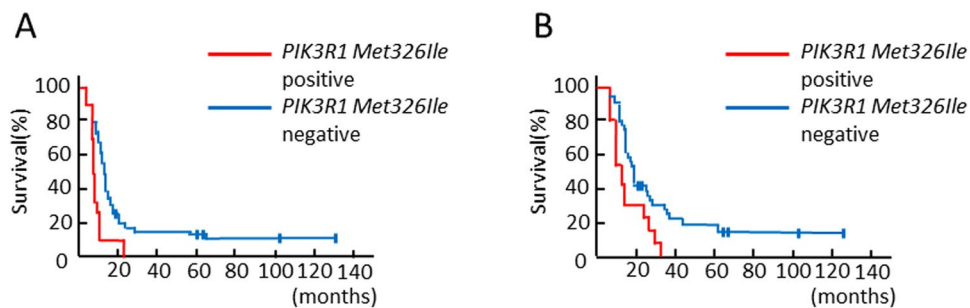 A
PIK3R1 Met326Ile
positive
PIK3R1 Met326Ile
negative
Survival(%)
100
80
60
40
20
0
20 40 60 80 100 120 140
(months)
B
PIK3R1 Met326Ile
positive
PIK3R1 Met326Ile
negative
Survival(%)
100
80
60
40
20
0
20 40 60 80 100 120 140
(months)